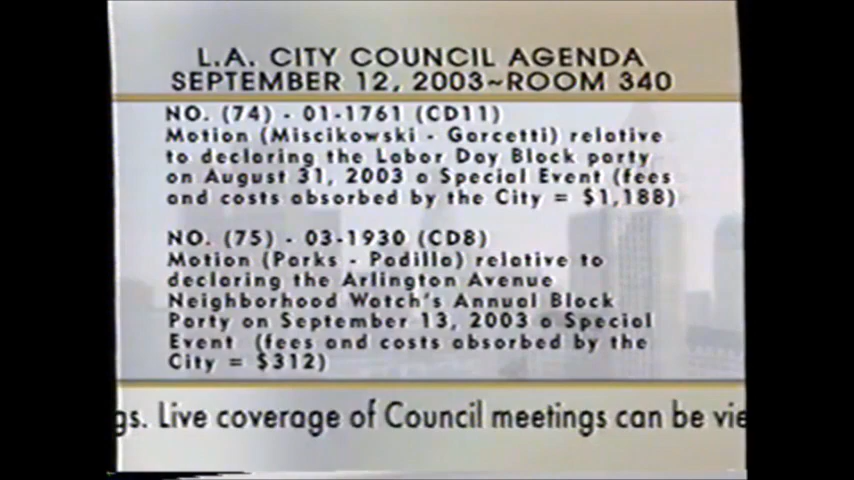 L.A. CITY COUNCIL AGENDA
SEPTEMBER 12, 2003~ROOM 340
NO. (74) - 01-1761 (CD11)
Motion (Miscikowski - Garcetti) relative
to declaring the Labor Day Block party
on August 31, 2003 a Special Event (fees
and costs absorbed by the City = $1,188)
NO. (75) - 03-1930 (CD8)
Motion (Parks - Padilla) relative to
declaring the Arlington Avenue
Neighborhood Watch's Annual Block
Party on September 13, 2003 a Special
Event (fees and costs absorbed by the
City = $312)
gs. Live coverage of Council meetings can be vie